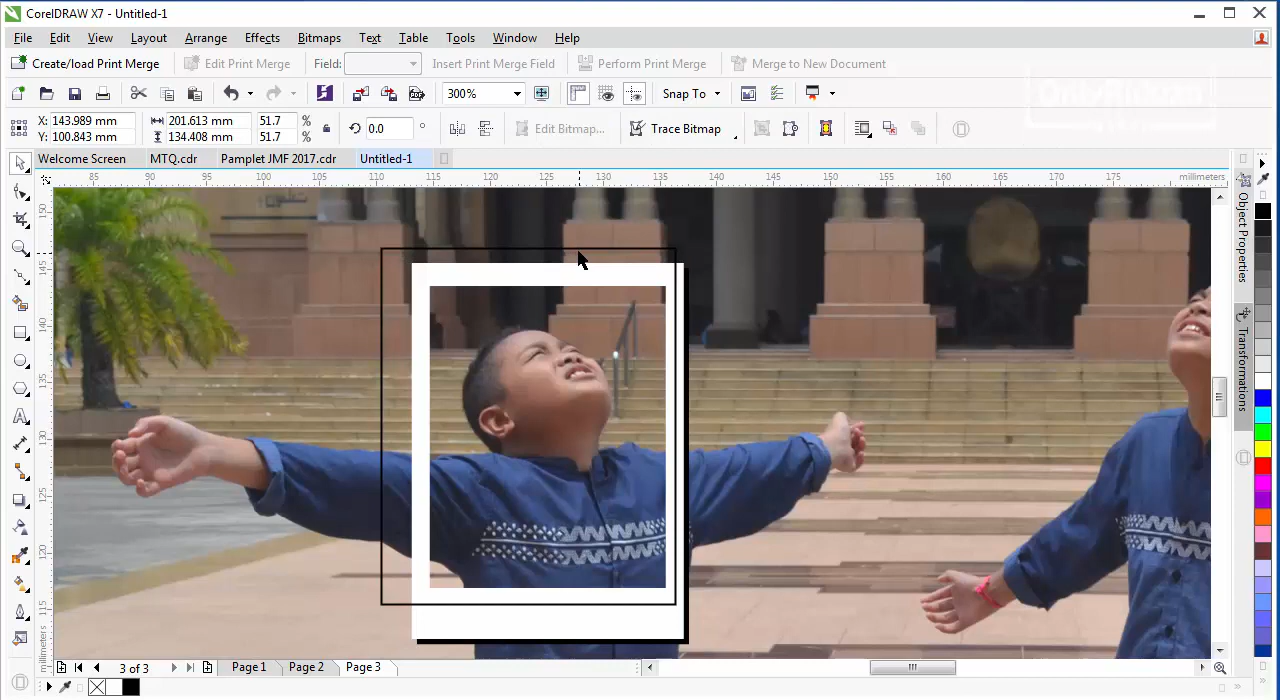 CorelDRAW X7 - Untitled-1
File Edit View Layout Arrange Effects Bitmaps Text Table Tools Window Help
Create/load Print Merge Edit Print Merge Field: Insert Print Merge Field Perform Print Merge Merge to New Document
300% Snap To
X: 143.989 mm 201.613 mm 51.7 %
Y: 100.843 mm 134.408 mm 51.7 %
0.0 ° Edit Bitmap... Trace Bitmap
Welcome Screen MTQ.cdr Pamplet JMF 2017.cdr Untitled-1
85 90 95 100 105 110 115 120 125 130 135 140 145 150 155 160 165 170 175 millimeters
150
145
140
135
130
125
120
115
millimeters
Object Properties
Transformations
3 of 3 Page 1 Page 2 Page 3